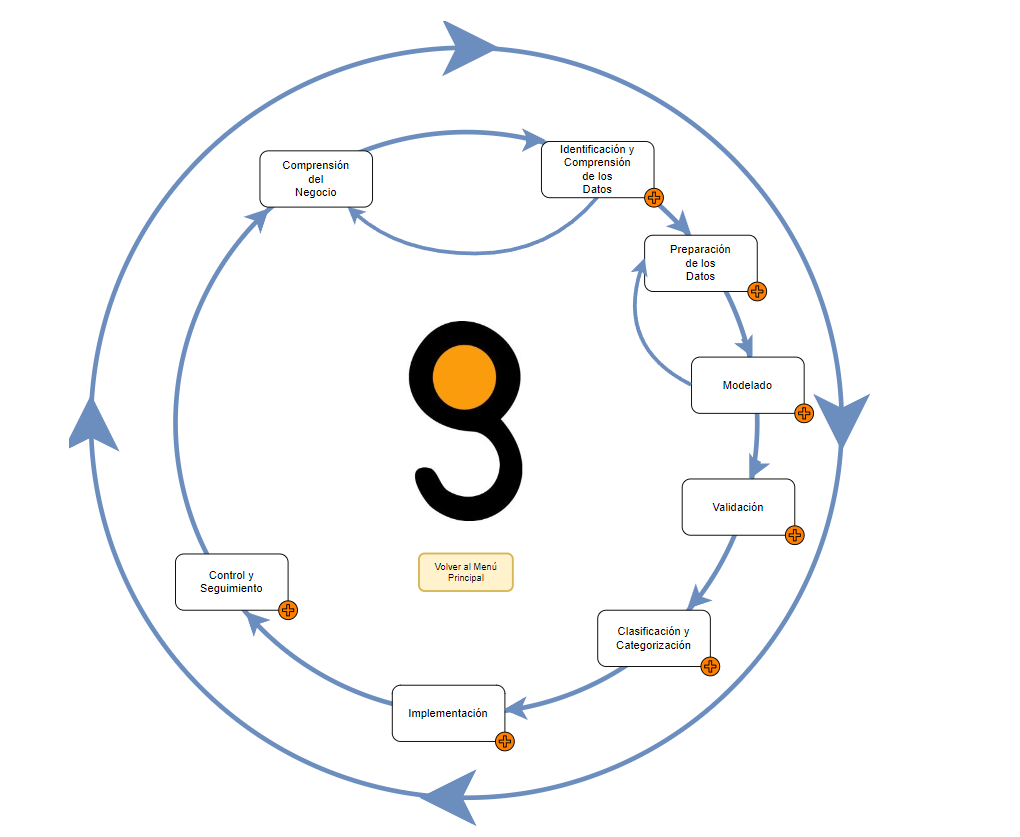 Comprensión
del
Negocio
Identificación y
Comprensión
de los
Datos
Preparación
de los
Datos
Modelado
Validación
Clasificación y
Categorización
Implementación
Control y
Seguimiento
Volver al Menú
Principal